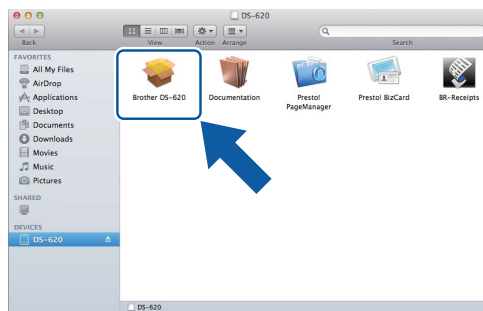 DS-620
Back View Action Arrange Search
FAVORITES
All My Files
AirDrop
Applications
Desktop
Documents
Downloads
Movies
Music
Pictures
SHARED
DEVICES
DS-620
Brother DS-620 Documentation Presto! PageManager Presto! BizCard BR-Receipts
DS-620